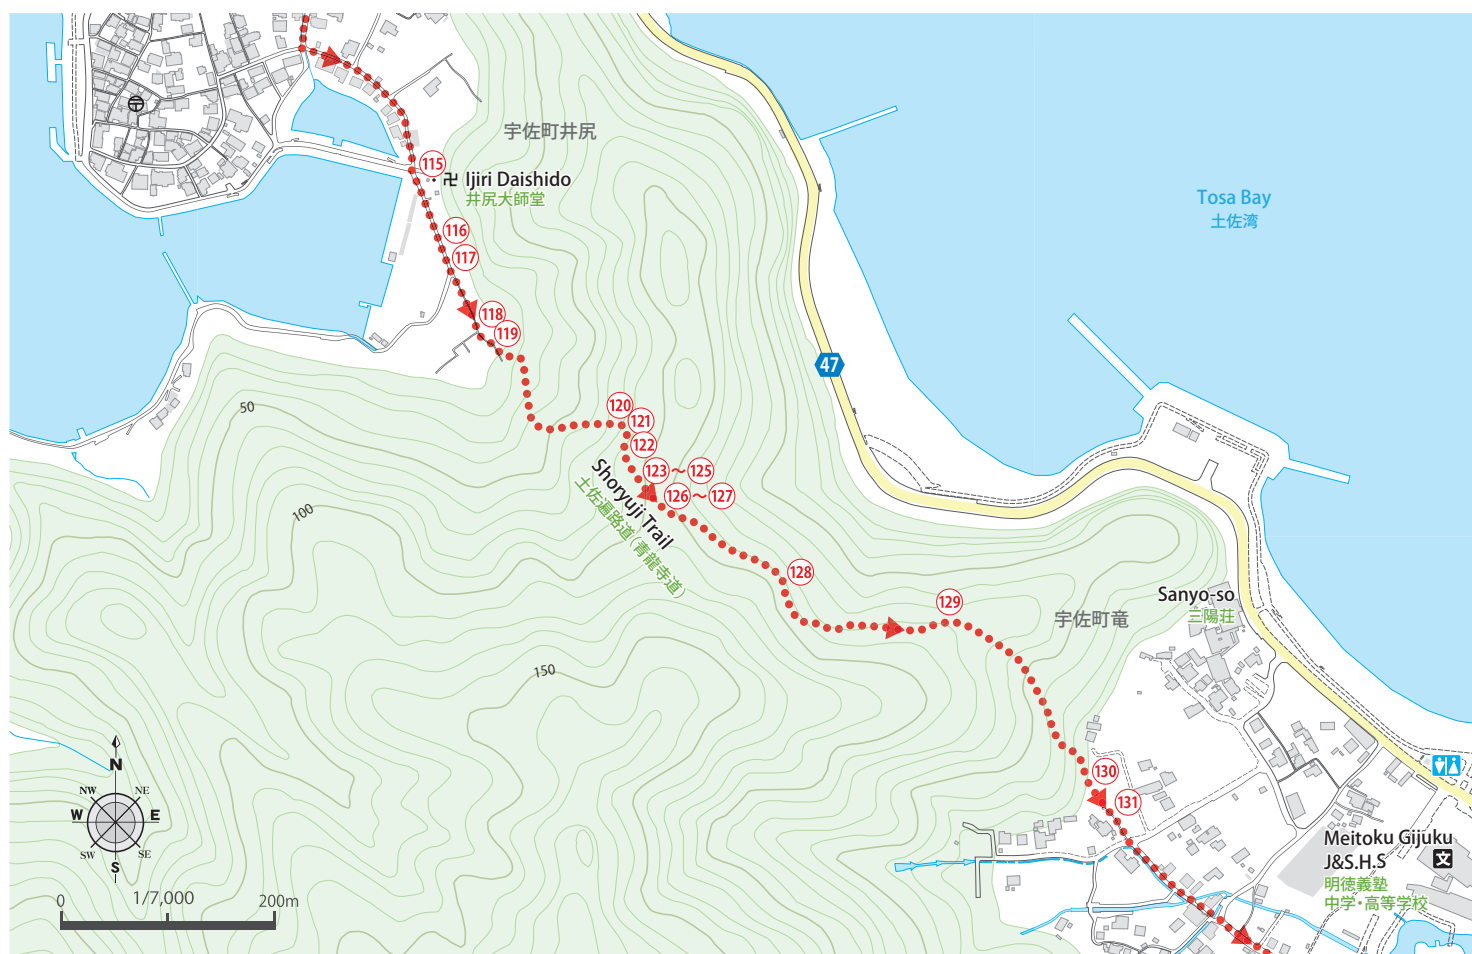 宇佐町井尻
115
卍 Ijiri Daishido
井尻大師堂
Tosa Bay
土佐湾
116
117
118
119
47
50
120
121
122
123～125
126～127
100
Shoryuji Trail
土佐遍路道(青龍寺道)
128
129
宇佐町竜
Sanyo-so
三陽荘
150
130
131
N
NW
NE
W
E
SW
SE
S
Meitoku Gijuku
J&S.H.S
文
明徳義塾
中学・高等学校
1/7,000
0
200m